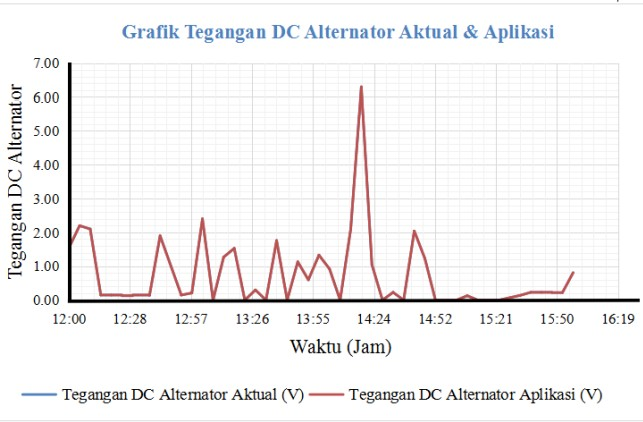 Grafik Tegangan DC Alternator Aktual & Aplikasi
Tegangan DC Alternator
7.00
6.00
5.00
4.00
3.00
2.00
1.00
0.00
12:00 12:28 12:57 13:26 13:55 14:24 14:52 15:21 15:50 16:19
Waktu (Jam)
Tegangan DC Alternator Aktual (V) Tegangan DC Alternator Aplikasi (V)